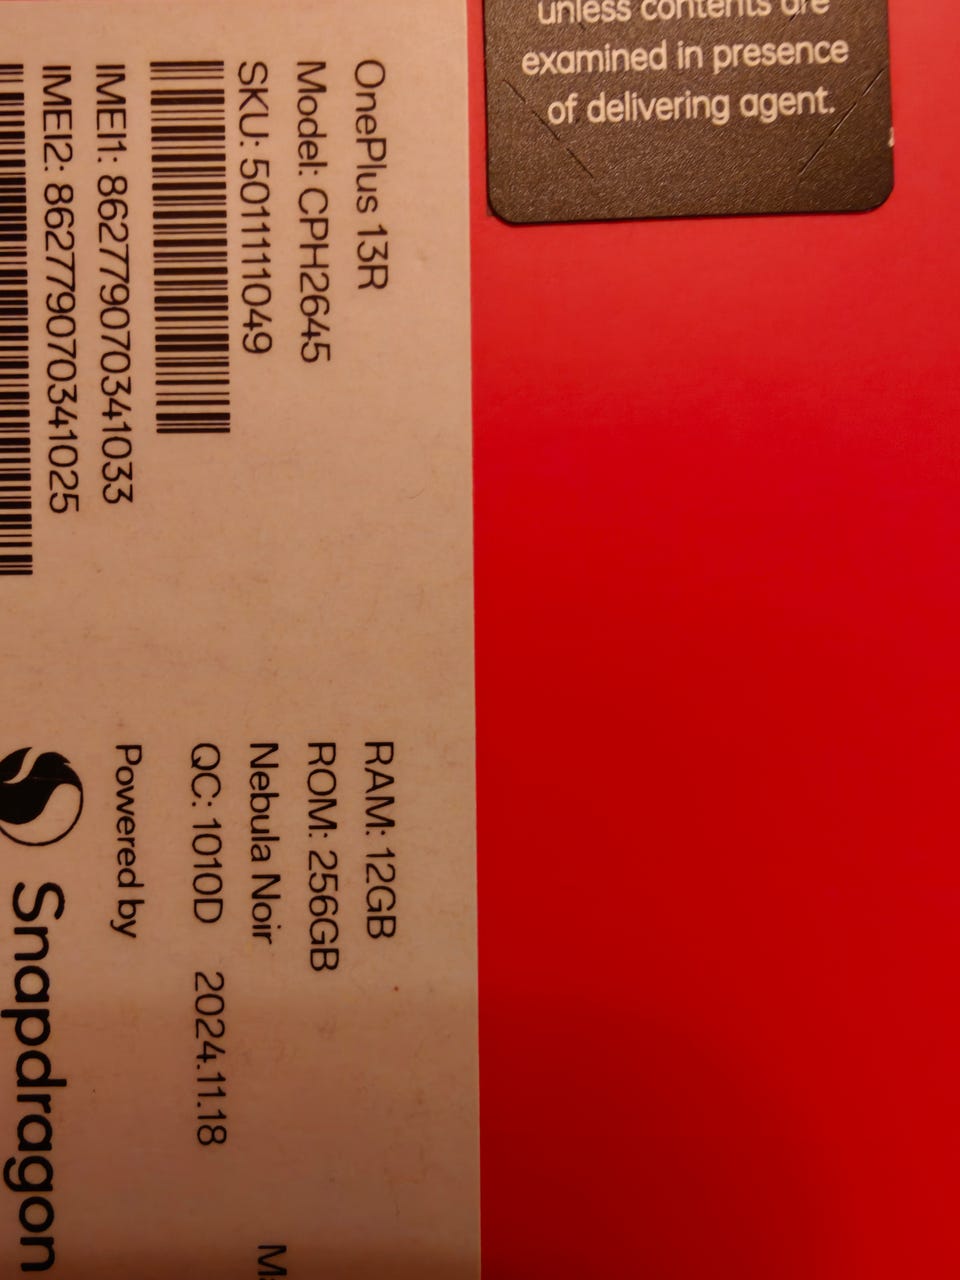 unless contents are
examined in presence
of delivering agent.
OnePlus 13R
Model: CPH2645
SKU: 5011111049
IMEI1: 862779070341033
IMEI2: 862779070341025
RAM: 12GB
ROM: 256GB
Nebula Noir
QC: 1010D 2024.11.18
Powered by
Snapdragon